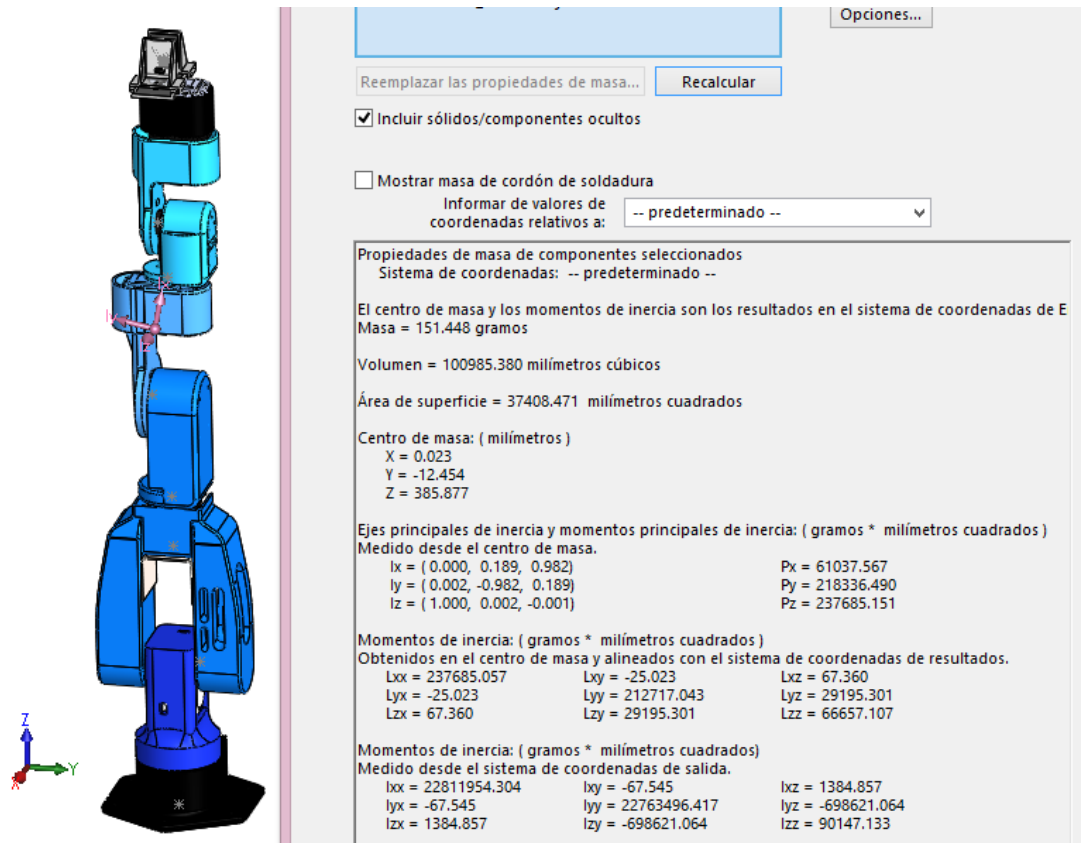 Opciones...
Reemplazar las propiedades de masa... Recalcular
Incluir sólidos/componentes ocultos
Mostrar masa de cordón de soldadura
Informar de valores de
coordenadas relativos a: -- predeterminado --
Propiedades de masa de componentes seleccionados
Sistema de coordenadas: -- predeterminado --
El centro de masa y los momentos de inercia son los resultados en el sistema de coordenadas de E
Masa = 151.448 gramos
Volumen = 100985.380 milímetros cúbicos
Área de superficie = 37408.471 milímetros cuadrados
Centro de masa: ( milímetros )
X = 0.023
Y = -12.454
Z = 385.877
Ejes principales de inercia y momentos principales de inercia: ( gramos * milímetros cuadrados )
Medido desde el centro de masa.
Ix = ( 0.000, 0.189, 0.982) Px = 61037.567
Iy = ( 0.002, -0.982, 0.189) Py = 218336.490
Iz = ( 1.000, 0.002, -0.001) Pz = 237685.151
Momentos de inercia: ( gramos * milímetros cuadrados )
Obtenidos en el centro de masa y alineados con el sistema de coordenadas de resultados.
Lxx = 237685.057 Lxy = -25.023 Lxz = 67.360
Lyx = -25.023 Lyy = 212717.043 Lyz = 29195.301
Lzx = 67.360 Lzy = 29195.301 Lzz = 66657.107
Momentos de inercia: ( gramos * milímetros cuadrados)
Medido desde el sistema de coordenadas de salida.
Ixx = 22811954.304 Ixy = -67.545 Ixz = 1384.857
Iyx = -67.545 Iyy = 22763496.417 Iyz = -698621.064
Izx = 1384.857 Izy = -698621.064 Izz = 90147.133
Z
Y
X